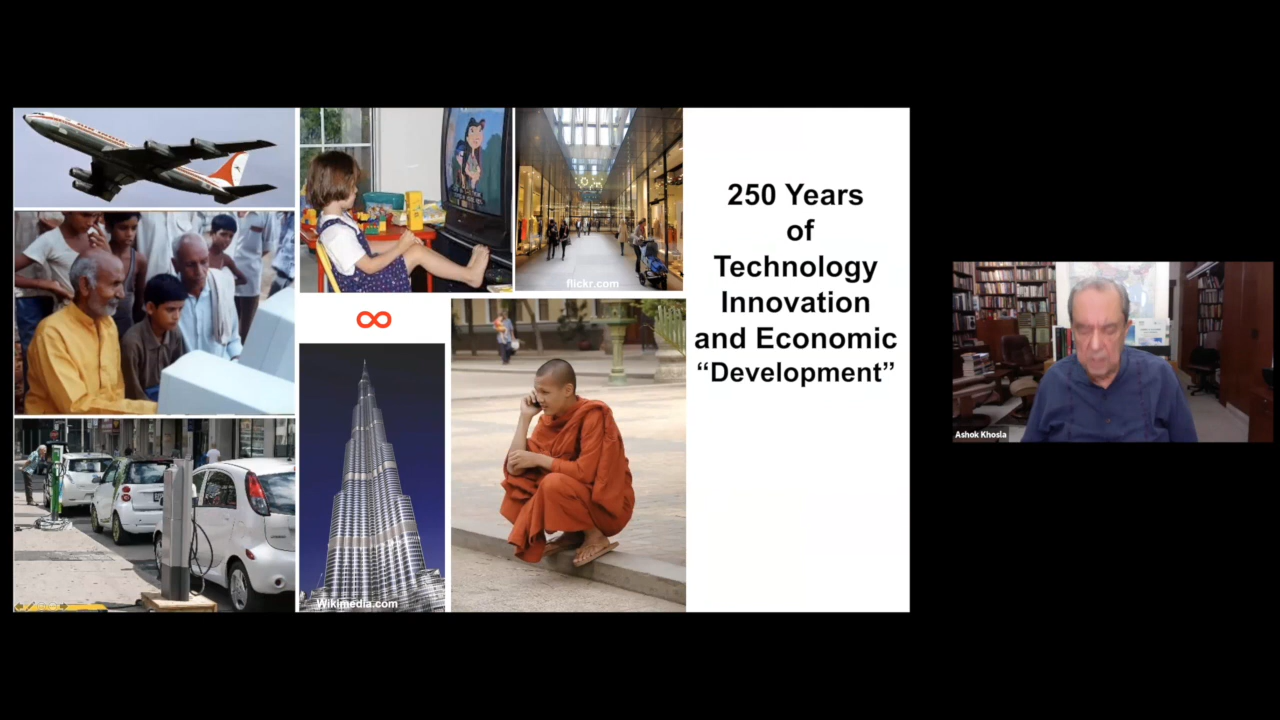 250 Years
of
Technology
Innovation
and Economic
“Development”
flickr.com
Wikimedia.com
Ashok Khosla